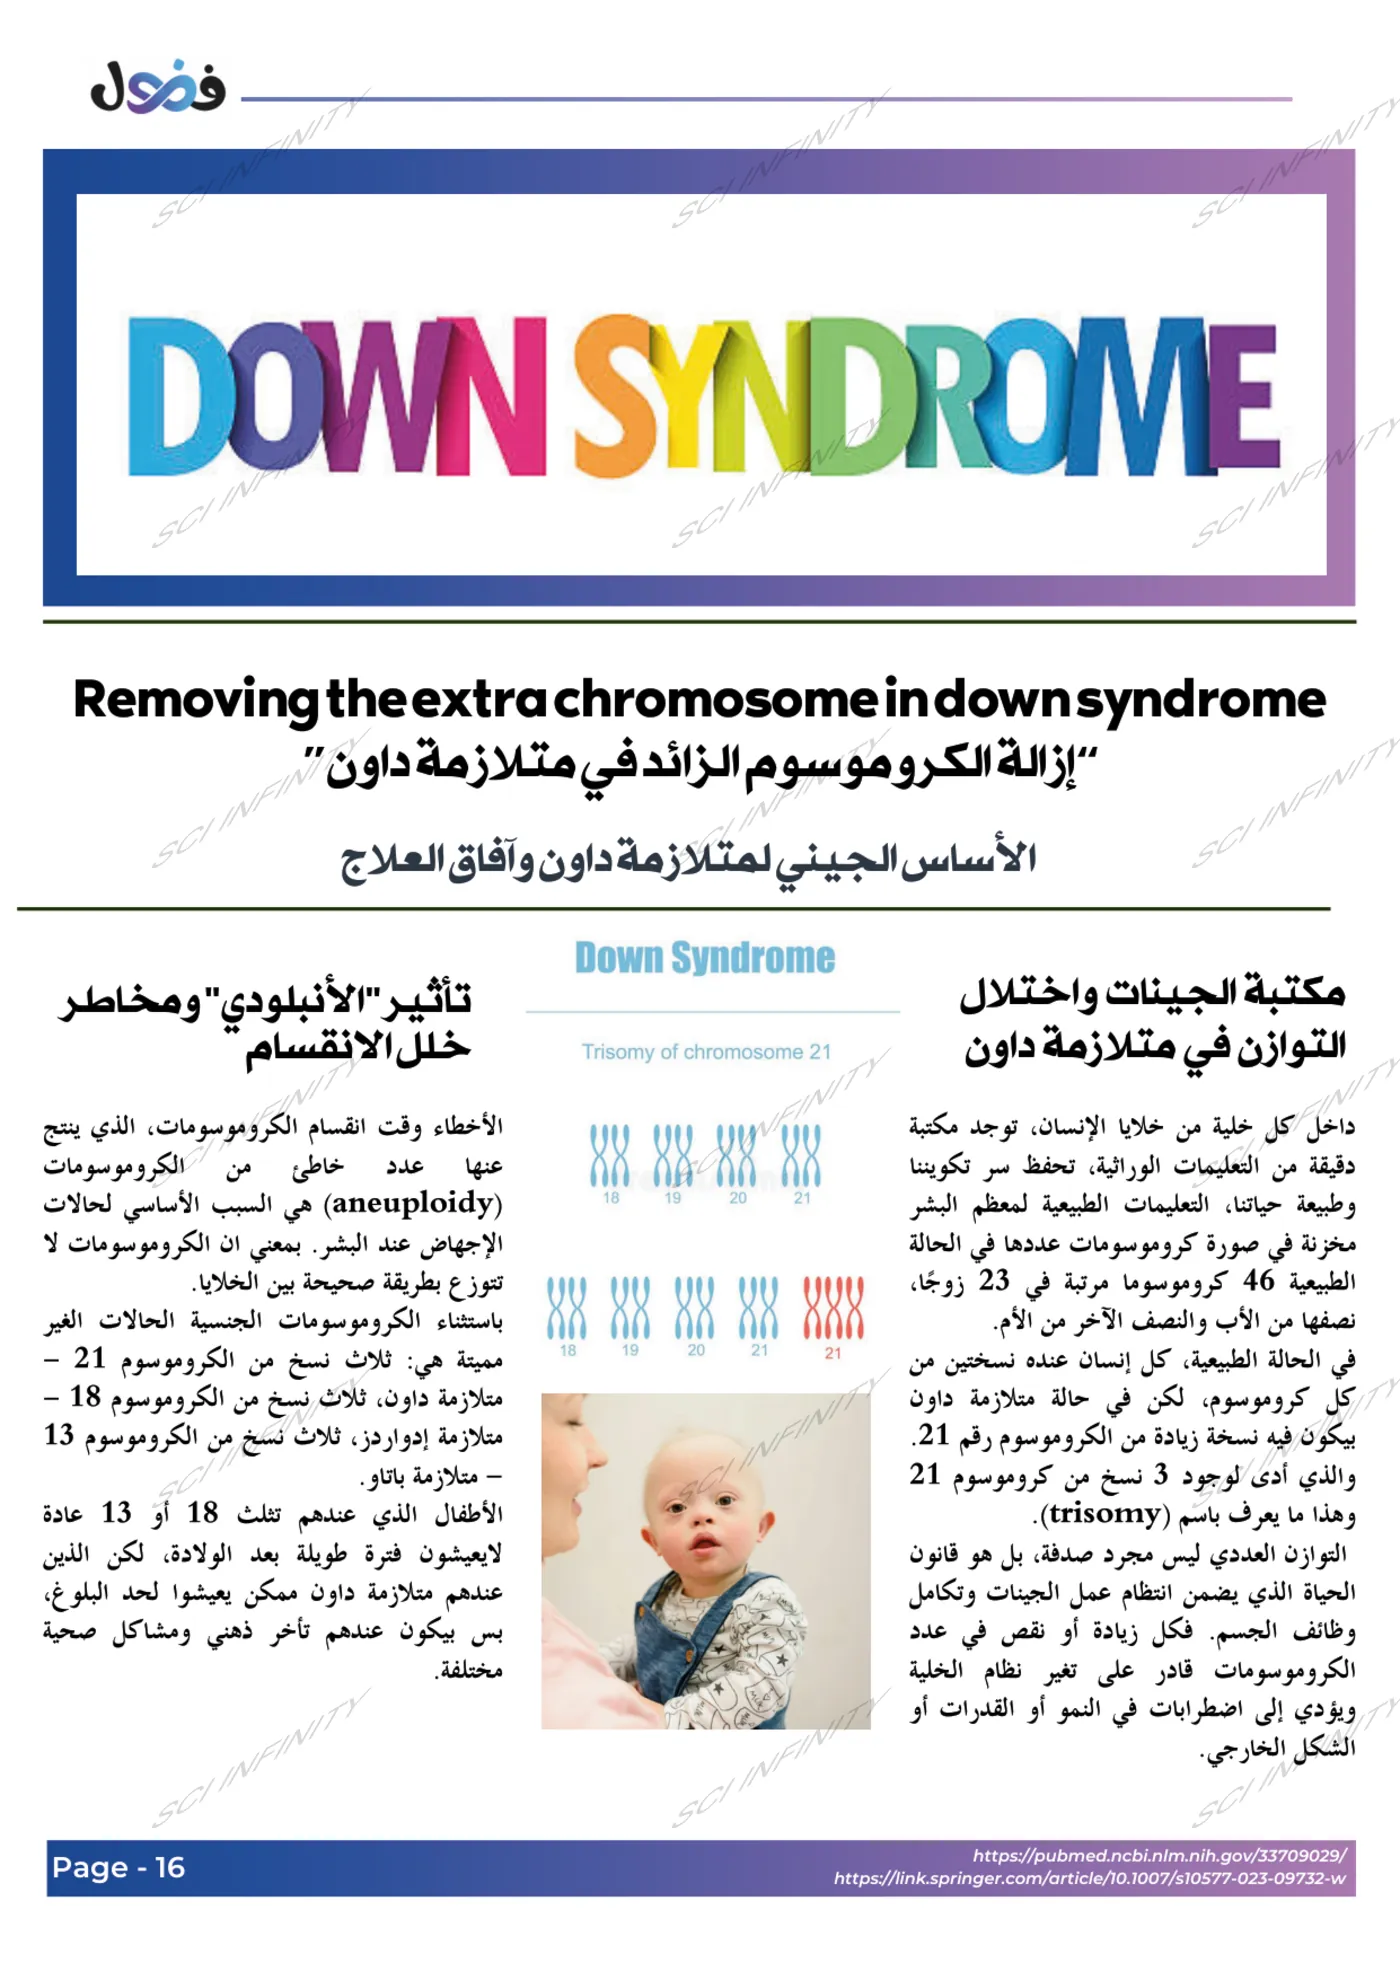 فضول
DOWN SYNDROME
Removing the extra chromosome in down syndrome
“إزالة الكروموسوم الزائد في متلازمة داون”
الأساس الجيني لمتلازمة داون وآفاق العلاج
مكتبة الجينات واختلال
التوازن في متلازمة داون
داخل كل خلية من خلايا الإنسان، توجد مكتبة
دقيقة من التعليمات الوراثية، تحفظ سر تكويننا
وطبيعة حياتنا، التعليمات الطبيعية لمعظم البشر
مخزنة في صورة كروموسومات عددها في الحالة
الطبيعية 46 كروموسوما مرتبة في 23 زوجًا،
نصفها من الأب والنصف الآخر من الأم.
في الحالة الطبيعية، كل إنسان عنده نسختين من
كل كروموسوم، لكن في حالة متلازمة داون
بيكون فيه نسخة زيادة من الكروموسوم رقم 21.
والذي أدى لوجود 3 نسخ من كروموسوم 21
وهذا ما يعرف باسم (trisomy).
التوازن العددي ليس مجرد صدفة، بل هو قانون
الحياة الذي يضمن انتظام عمل الجينات وتكامل
وظائف الجسم. فكل زيادة أو نقص في عدد
الكروموسومات قادر على تغير نظام الخلية
ويؤدي إلى اضطرابات في النمو أو القدرات أو
الشكل الخارجي.
Down Syndrome
Trisomy of chromosome 21
18 19 20 21
18 19 20 21 21
تأثير "الأنبلودي" ومخاطر
خلل الانقسام
الأخطاء وقت انقسام الكروموسومات، الذي ينتج
عنها عدد خاطئ من الكروموسومات
(aneuploidy) هي السبب الأساسي لحالات
الإجهاض عند البشر. بمعني ان الكروموسومات لا
تتوزع بطريقة صحيحة بين الخلايا.
باستثناء الكروموسومات الجنسية الحالات الغير
مميتة هي: ثلاث نسخ من الكروموسوم 21 –
متلازمة داون، ثلاث نسخ من الكروموسوم 18 –
متلازمة إدواردز، ثلاث نسخ من الكروموسوم 13
– متلازمة باتاو.
الأطفال الذي عندهم تثلث 18 أو 13 عادة
لايعيشون فترة طويلة بعد الولادة، لكن الذين
عندهم متلازمة داون ممكن يعيشوا لحد البلوغ،
بس بيكون عندهم تأخر ذهني ومشاكل صحية
مختلفة.
Page - 16
https://pubmed.ncbi.nlm.nih.gov/33709029/
https://link.springer.com/article/10.1007/s10577-023-09732-w
SCI INFINITY